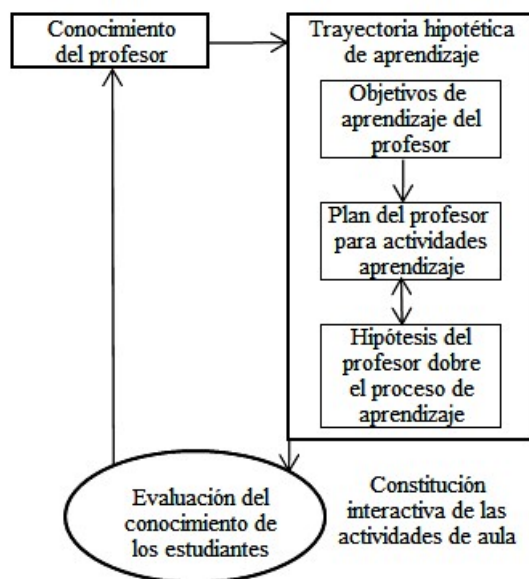 Conocimiento
del profesor
Trayectoria hipotética
de aprendizaje
Objetivos de
aprendizaje del
profesor
Plan del profesor
para actividades
aprendizaje
Hipótesis del
profesor dobre
el proceso de
aprendizaje
Evaluación del
conocimiento de
los estudiantes
Constitución
interactiva de las
actividades de aula